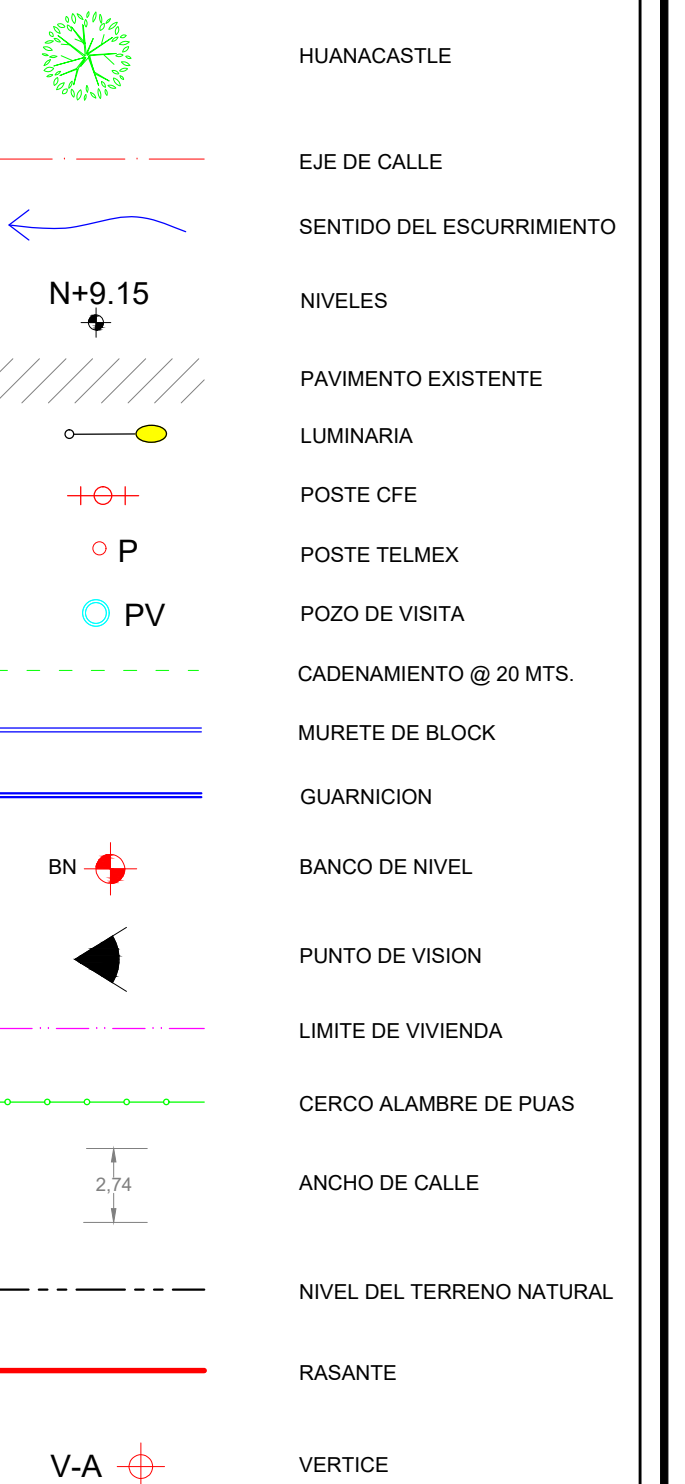 HUANACASTLE
EJE DE CALLE
SENTIDO DEL ESCURRIMIENTO
N+9.15 NIVELES
PAVIMENTO EXISTENTE
LUMINARIA
POSTE CFE
P POSTE TELMEX
PV POZO DE VISITA
CADENAMIENTO @ 20 MTS.
MURETE DE BLOCK
GUARNICION
BN BANCO DE NIVEL
PUNTO DE VISION
LIMITE DE VIVIENDA
CERCO ALAMBRE DE PUAS
2,74 ANCHO DE CALLE
NIVEL DEL TERRENO NATURAL
RASANTE
V-A VERTICE